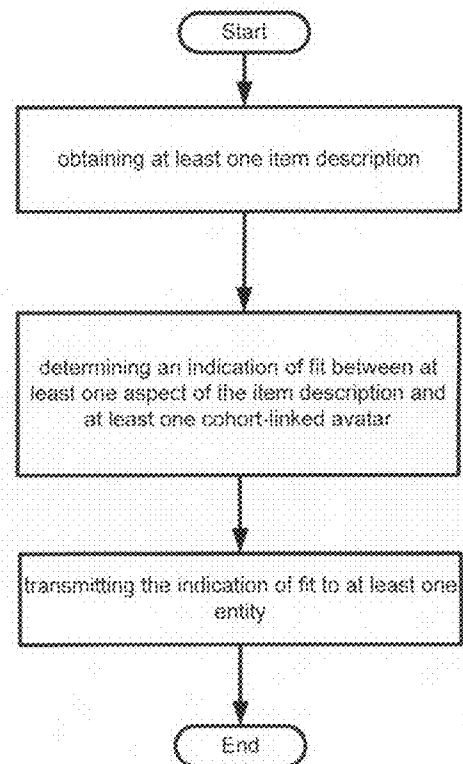 Start
obtaining at least one item description
determining an indication of fit between at
least one aspect of the item description and
at least one cohort-linked avatar
transmitting the indication of fit to at least one
entity
End